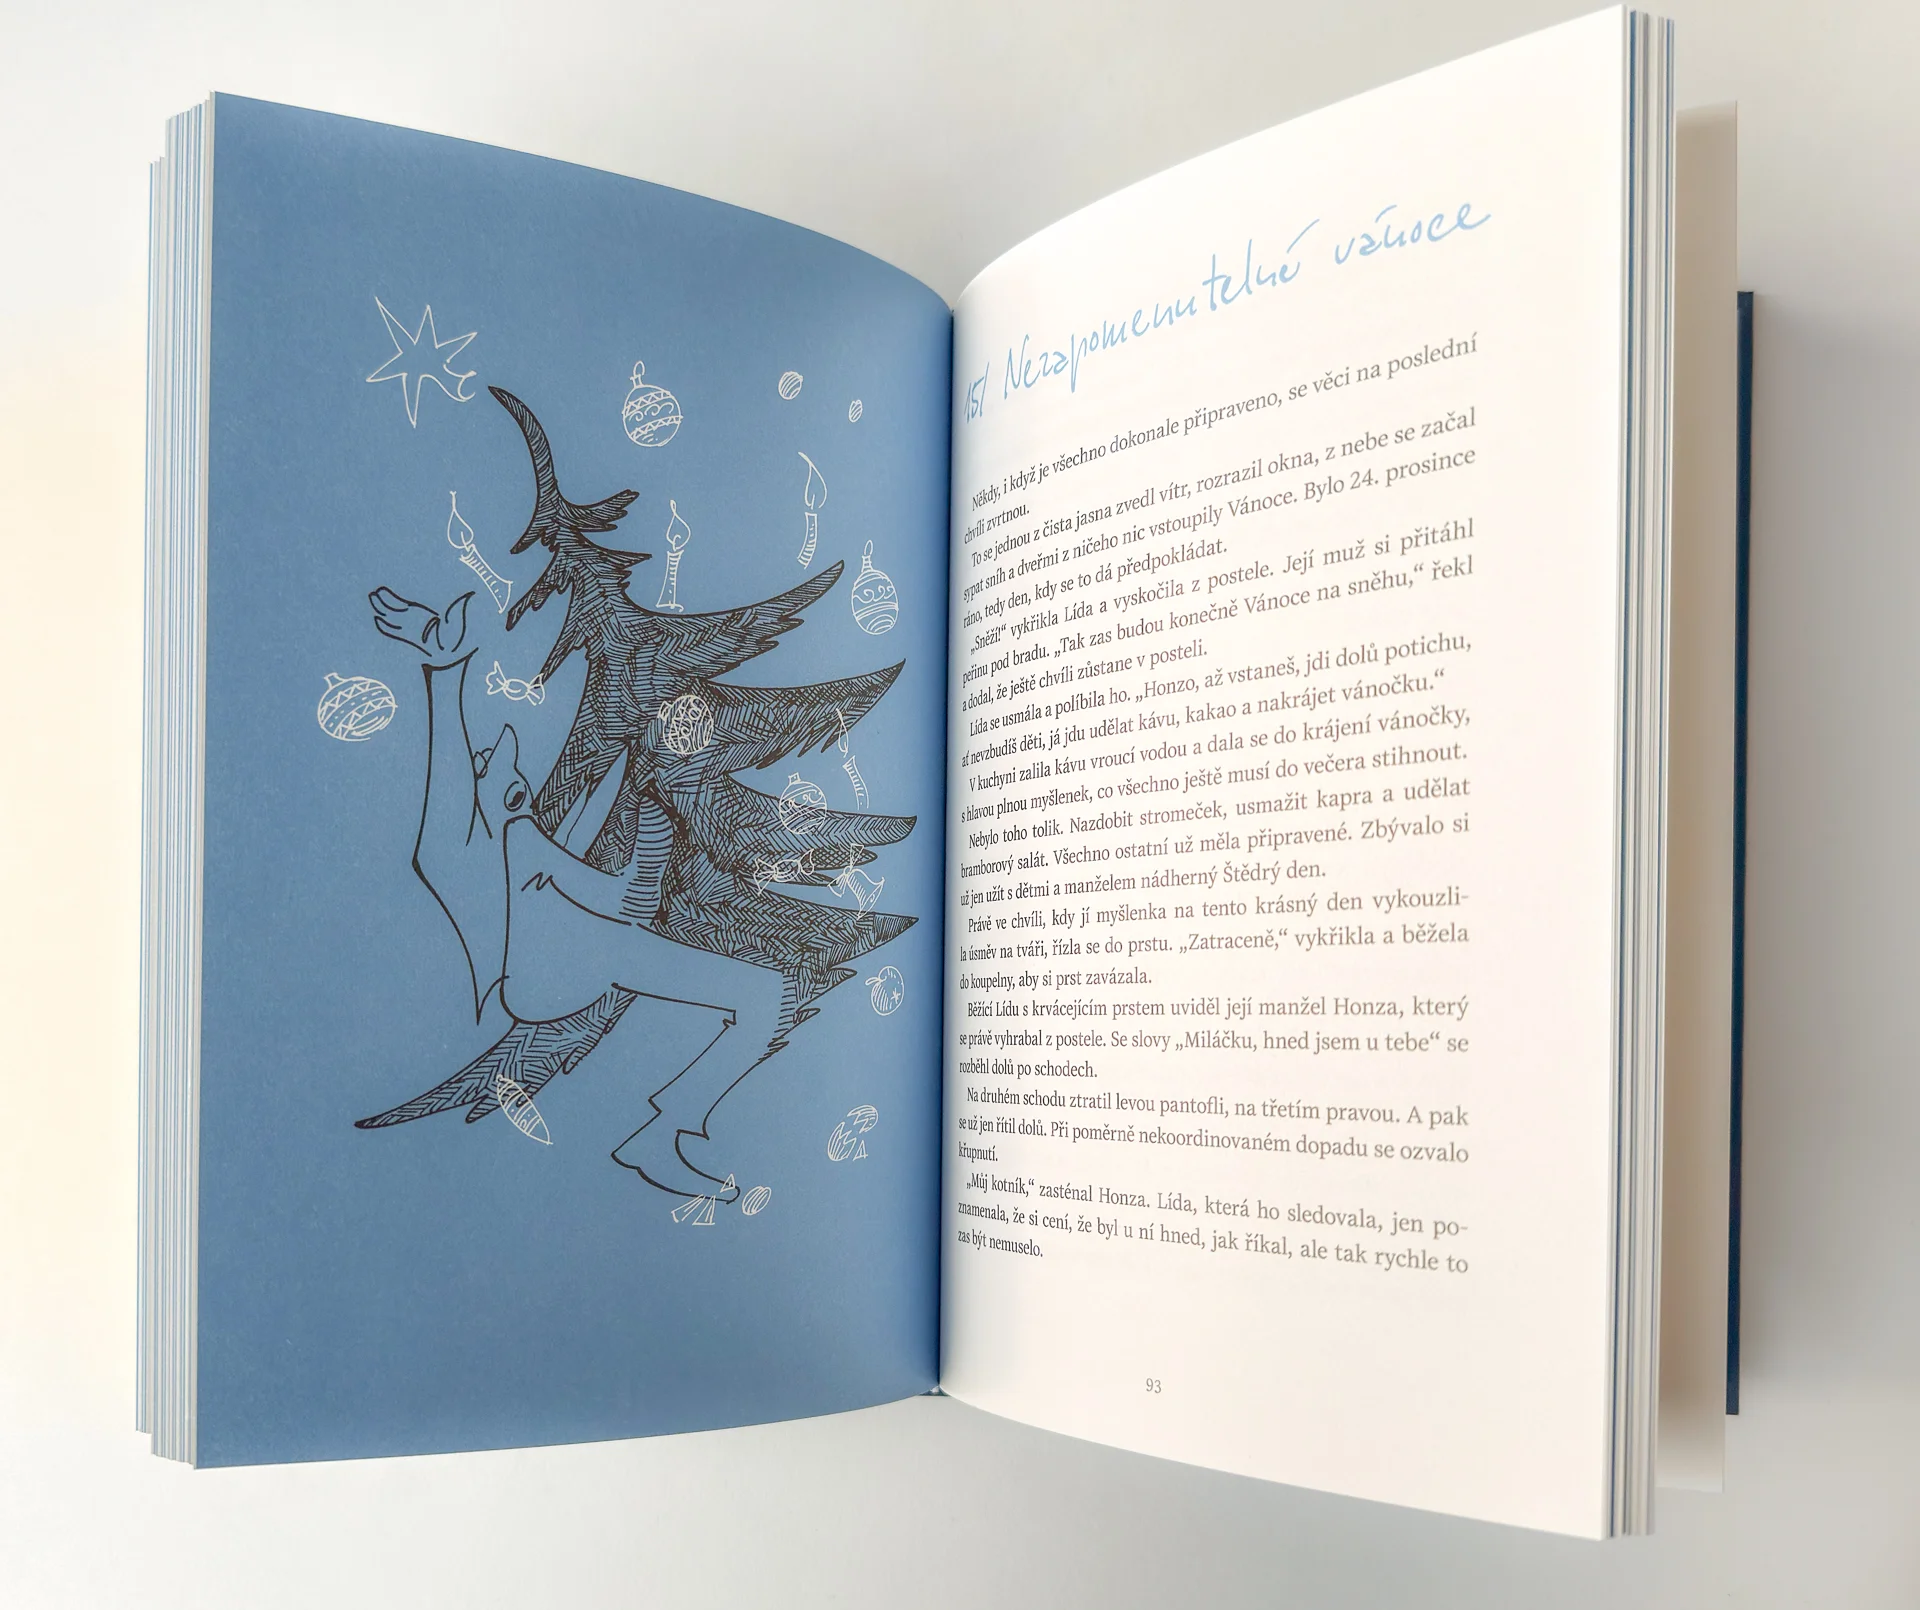 15/ Nezapomenutelné vánoce
Někdy, i když je všechno dokonale připraveno, se věci na poslední
chvíli zvrtnou.
To se jednou z čista jasna zvedl vítr, rozrazil okna, z nebe se začal
sypat sníh a dveřmi z ničeho nic vstoupily Vánoce. Bylo 24. prosince
ráno, tedy den, kdy se to dá předpokládat.
„Sněží!“ vykřikla Lída a vyskočila z postele. Její muž si přitáhl
peřinu pod bradu. „Tak zas budou konečně Vánoce na sněhu,“ řekl
a dodal, že ještě chvíli zůstane v posteli.
Lída se usmála a políbila ho. „Honzo, až vstaneš, jdi dolů potichu,
ať nevzbudíš děti, já jdu udělat kávu, kakao a nakrájet vánočku.“
V kuchyni zalila kávu vroucí vodou a dala se do krájení vánočky,
s hlavou plnou myšlenek, co všechno ještě musí do večera stihnout.
Nebylo toho tolik. Nazdobit stromeček, usmažit kapra a udělat
bramborový salát. Všechno ostatní už měla připravené. Zbývalo si
už jen užít s dětmi a manželem nádherný Štědrý den.
Právě ve chvíli, kdy jí myšlenka na tento krásný den vykouzli-
la úsměv na tváři, řízla se do prstu. „Zatraceně,“ vykřikla a běžela
do koupelny, aby si prst zavázala.
Běžící Lídu s krvácejícím prstem uviděl její manžel Honza, který
se právě vyhrabal z postele. Se slovy „Miláčku, hned jsem u tebe“ se
rozběhl dolů po schodech.
Na druhém schodu ztratil levou pantofli, na třetím pravou. A pak
se už jen řítil dolů. Při poměrně nekoordinovaném dopadu se ozvalo
křupnutí.
„Můj kotník,“ zasténal Honza. Lída, která ho sledovala, jen po-
znamenala, že si cení, že byl u ní hned, jak říkal, ale tak rychle to
zas být nemuselo.
93